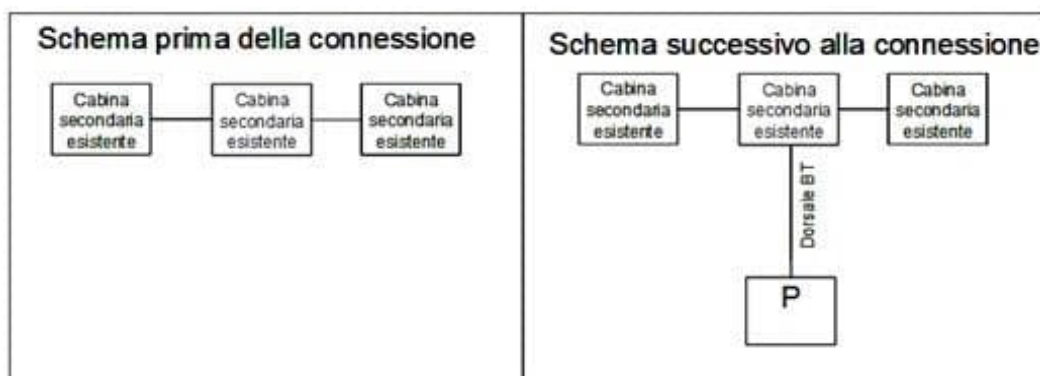 Schema prima della connessione
Cabina
secondaria
esistente
Cabina
secondaria
esistente
Cabina
secondaria
esistente
Schema successivo alla connessione
Cabina
secondaria
esistente
Cabina
secondaria
esistente
Cabina
secondaria
esistente
Dorsale BT
P